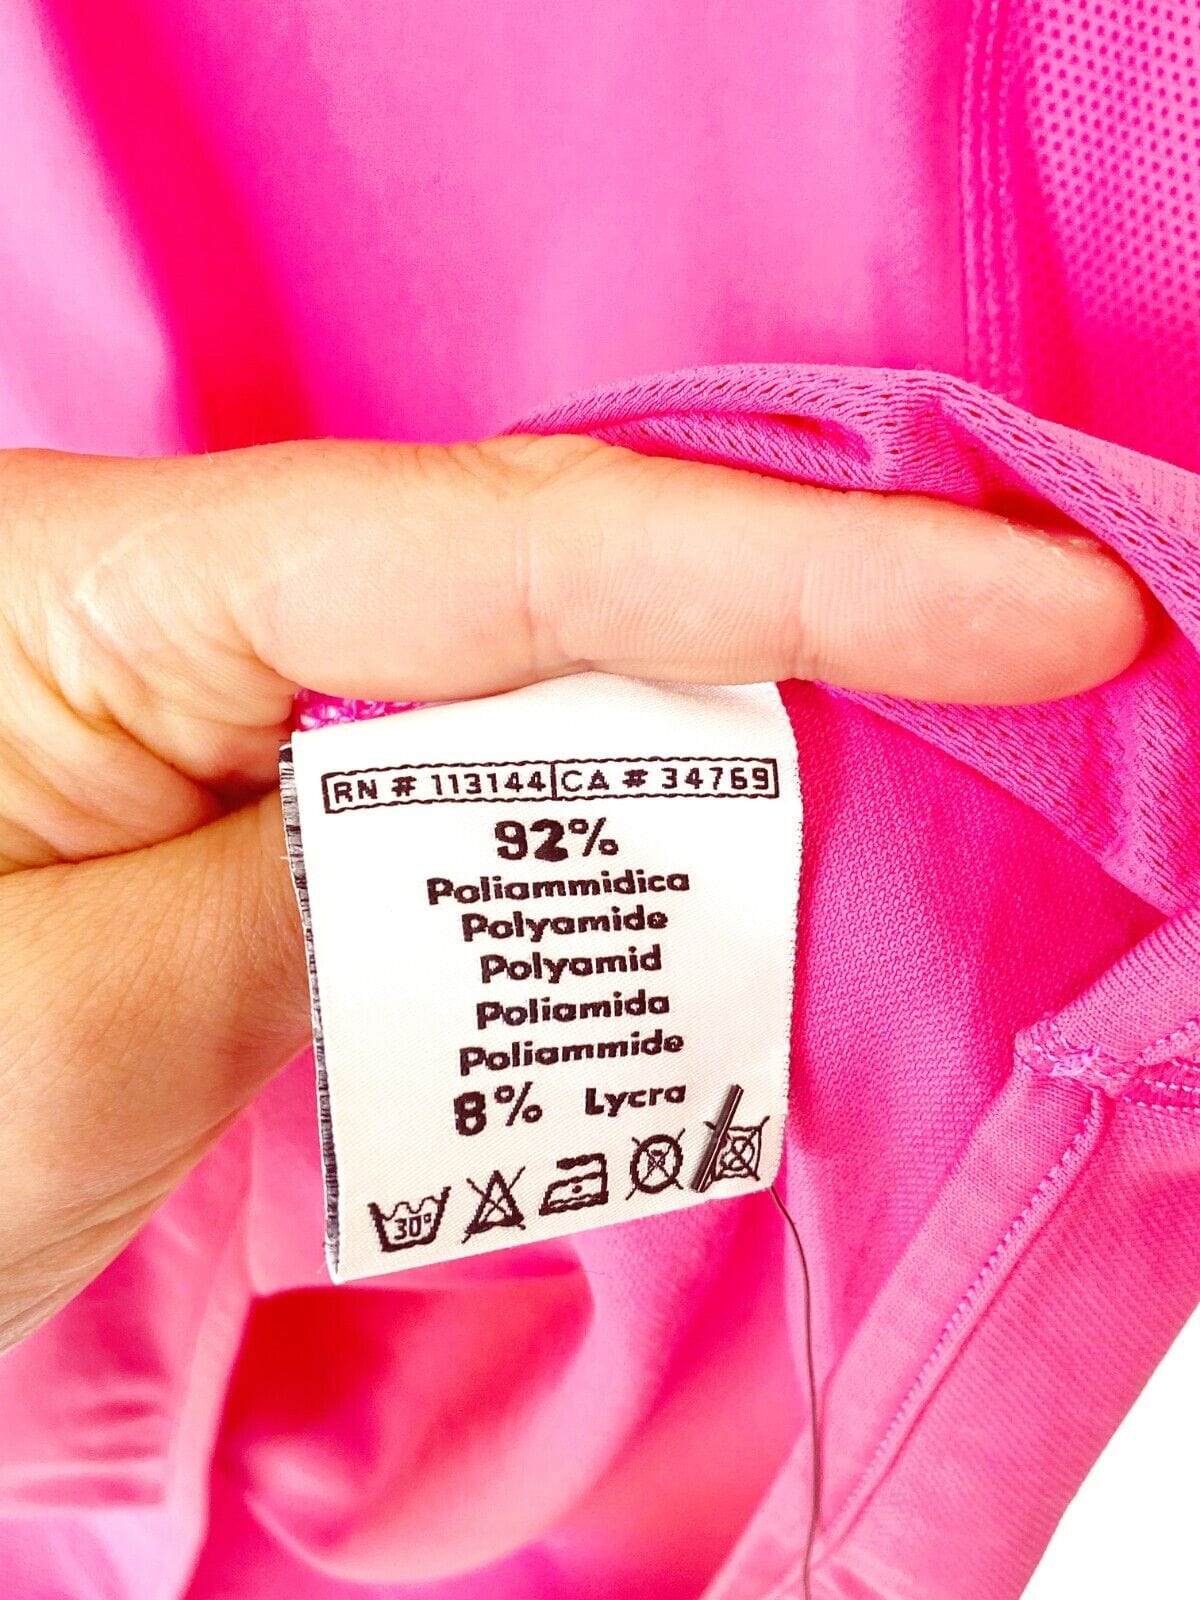 RN # 113144 CA # 34769
92%
Poliammidica
Polyamide
Polyamid
Poliamida
Poliammide
8% Lycra
30°